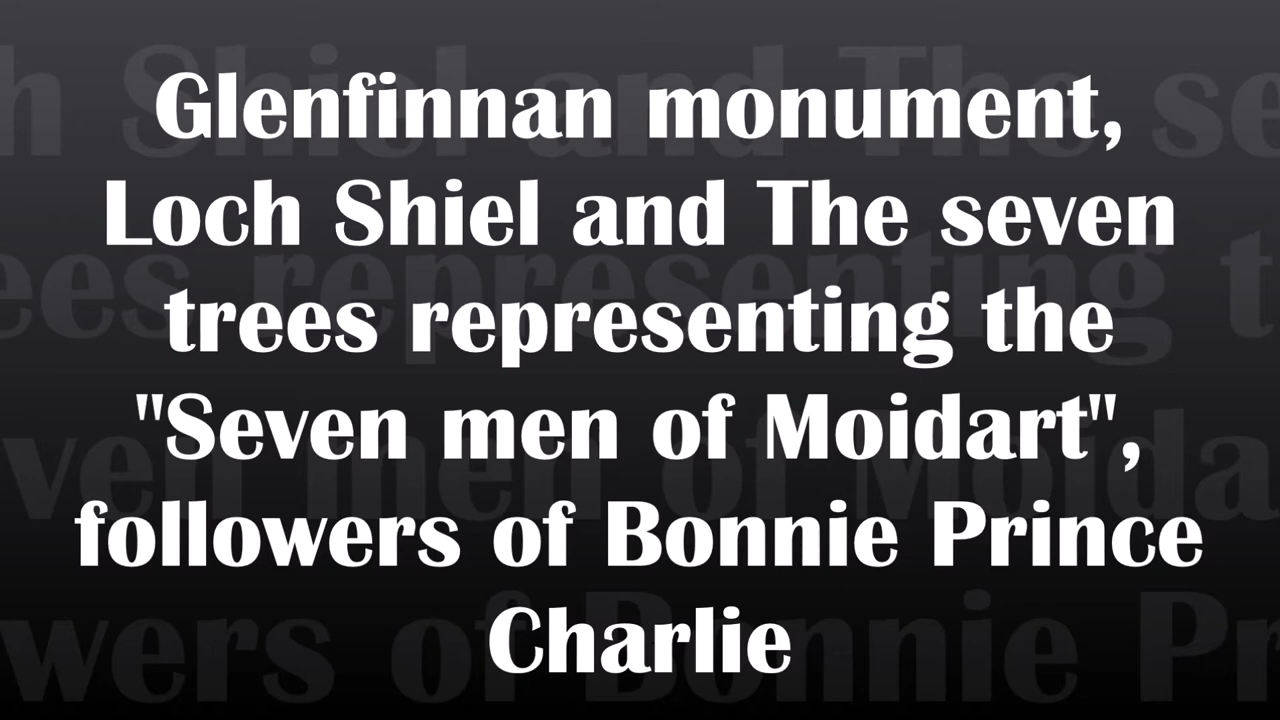 Glenfinnan monument,
Loch Shiel and The seven
trees representing the
"Seven men of Moidart",
followers of Bonnie Prince
Charlie